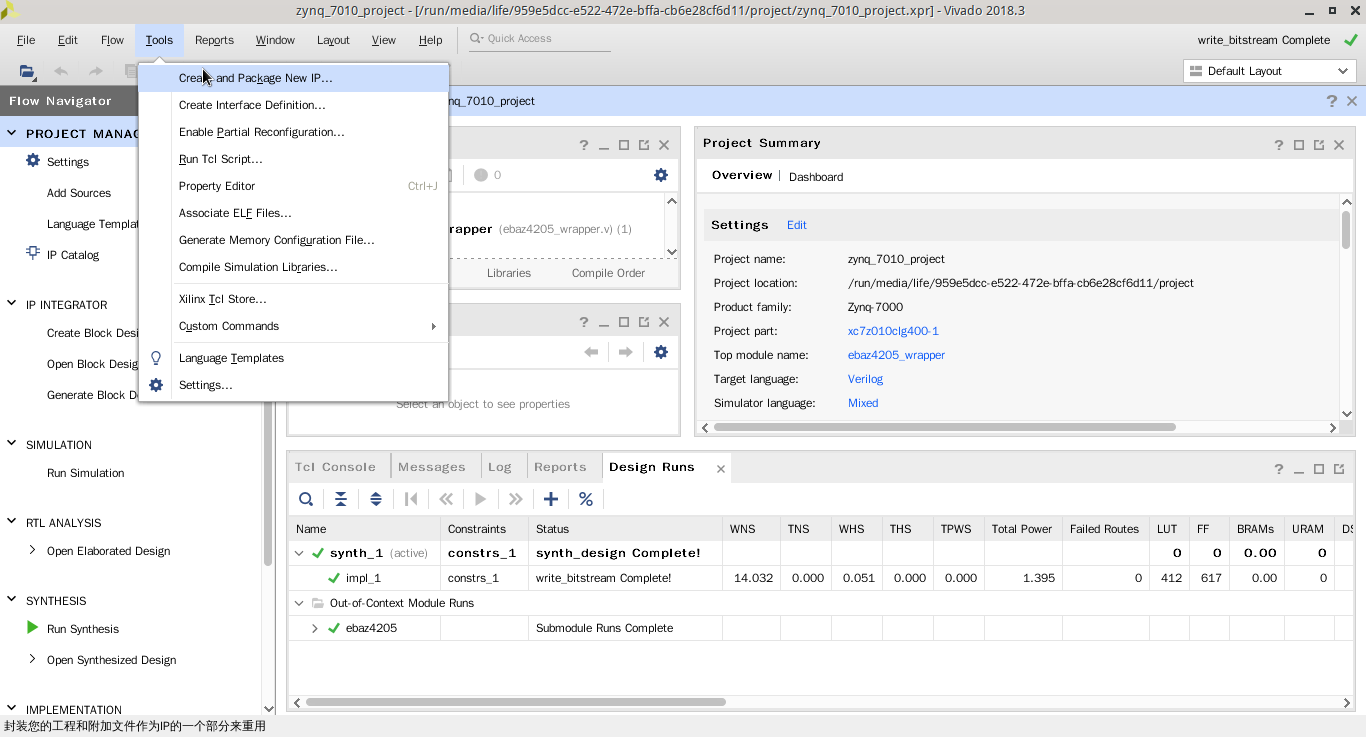 zynq_7010_project - [/run/media/life/959e5dcc-e522-472e-bffa-cb6e28cf6d11/project/zynq_7010_project.xpr] - Vivado 2018.3
File Edit Flow Tools Reports Window Layout View Help Quick Access write_bitstream Complete
Default Layout
Create and Package New IP...
Create Interface Definition...
Enable Partial Reconfiguration...
Run Tcl Script...
Property Editor Ctrl+J
Associate ELF Files...
Generate Memory Configuration File...
Compile Simulation Libraries...
Xilinx Tcl Store...
Custom Commands
Language Templates
Settings...
Flow Navigator
PROJECT MANAG
Settings
Add Sources
Language Templat
IP Catalog
IP INTEGRATOR
Create Block Desi
Open Block Desig
Generate Block D
SIMULATION
Run Simulation
RTL ANALYSIS
Open Elaborated Design
SYNTHESIS
Run Synthesis
Open Synthesized Design
IMPLEMENTATION
nq_7010_project
0
rapper (ebaz4205_wrapper.v) (1)
Libraries Compile Order
Select an object to see properties
Project Summary
Overview | Dashboard
Settings Edit
Project name: zynq_7010_project
Project location: /run/media/life/959e5dcc-e522-472e-bffa-cb6e28cf6d11/project
Product family: Zynq-7000
Project part: xc7z010clg400-1
Top module name: ebaz4205_wrapper
Target language: Verilog
Simulator language: Mixed
Tcl Console Messages Log Reports Design Runs
Name Constraints Status WNS TNS WHS THS TPWS Total Power Failed Routes LUT FF BRAMs URAM DS
synth_1 (active) constrs_1 synth_design Complete! 0 0 0.00 0
impl_1 constrs_1 write_bitstream Complete! 14.032 0.000 0.051 0.000 0.000 1.395 0 412 617 0.00 0
Out-of-Context Module Runs
ebaz4205 Submodule Runs Complete
封装您的工程和附加文件作为IP的一个部分来重用